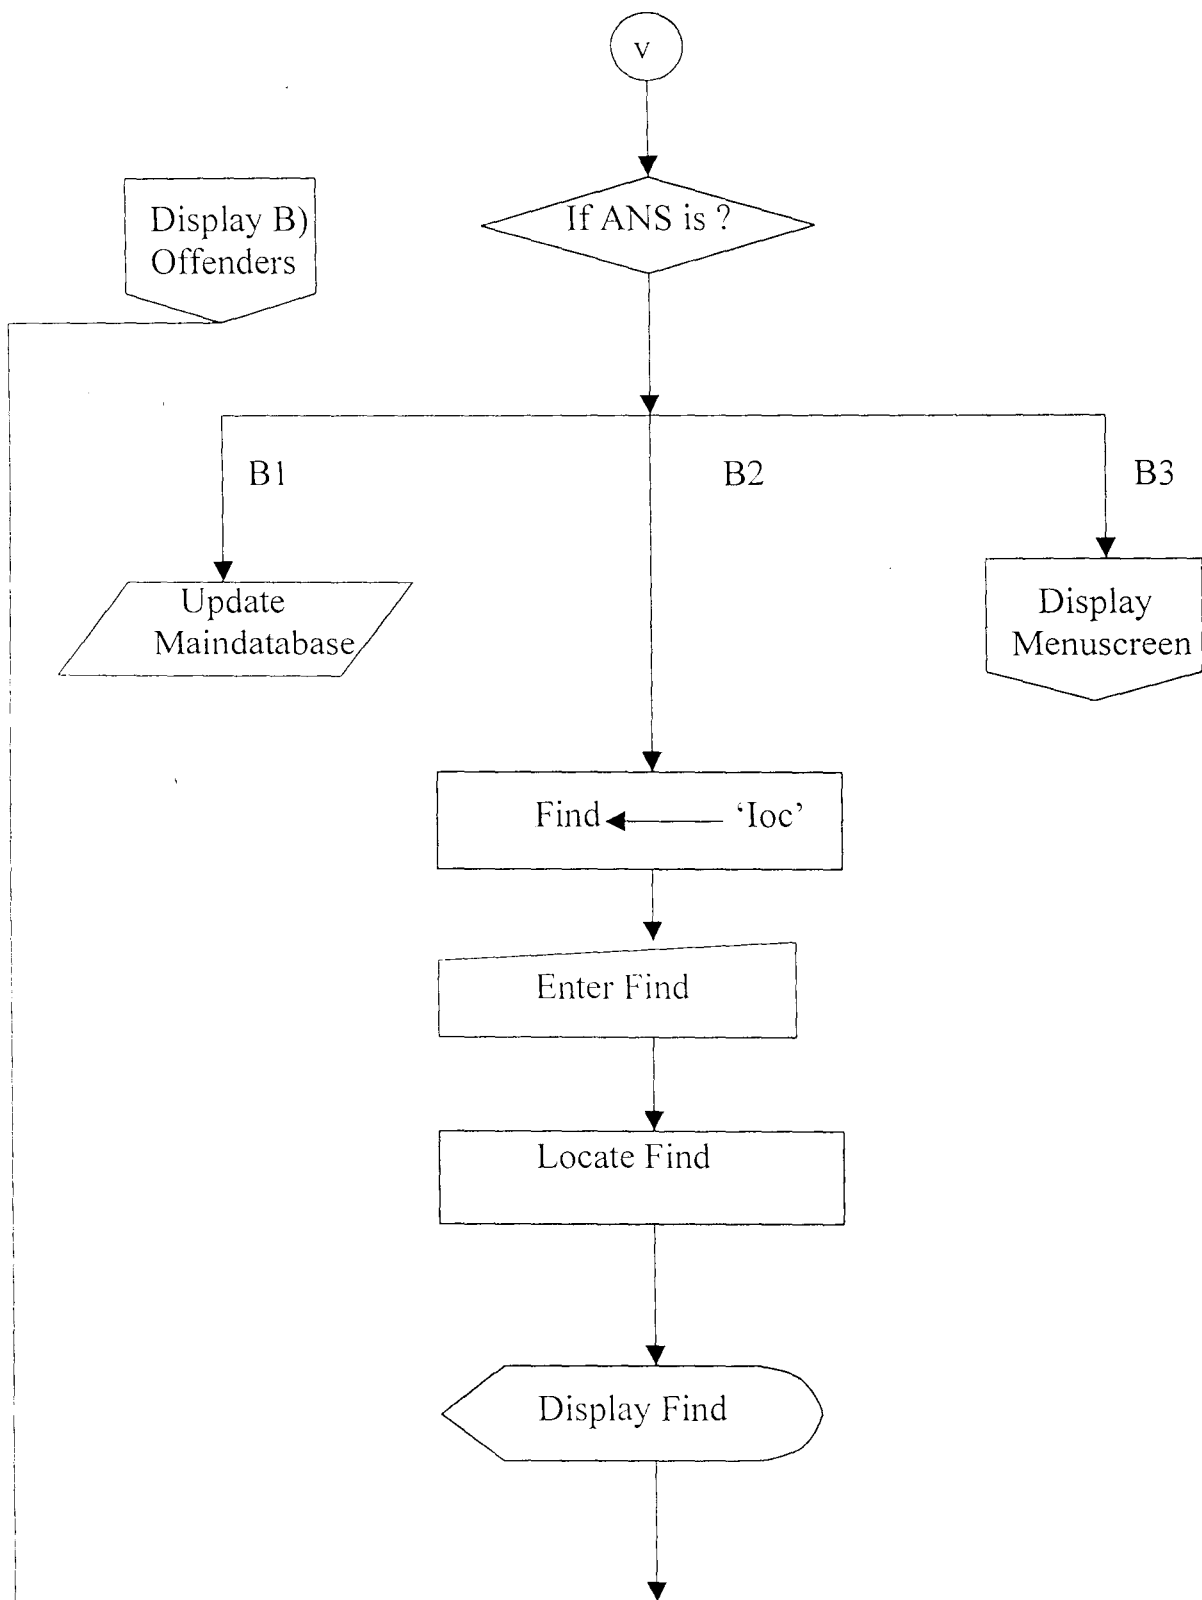 v
If ANS is ?
Display B)
Offenders
B1
B2
B3
Update
Maindatabase
Display
Menuscreen
Find ‘Ioc’
Enter Find
Locate Find
Display Find